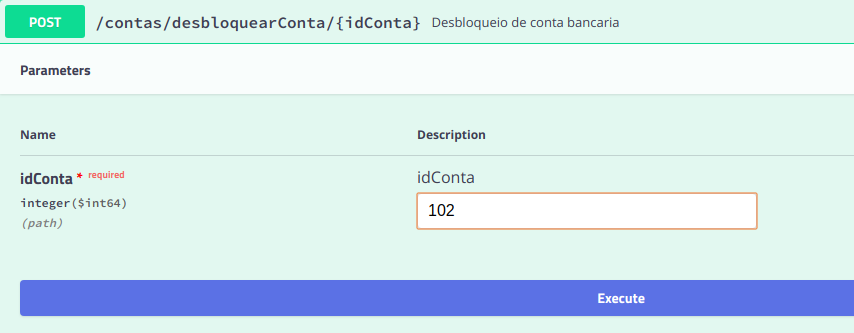 POST /contas/desbloquearConta/{idConta} Desbloqueio de conta bancaria
Parameters
Name Description
idConta * required idConta
integer($int64) 102
(path)
Execute